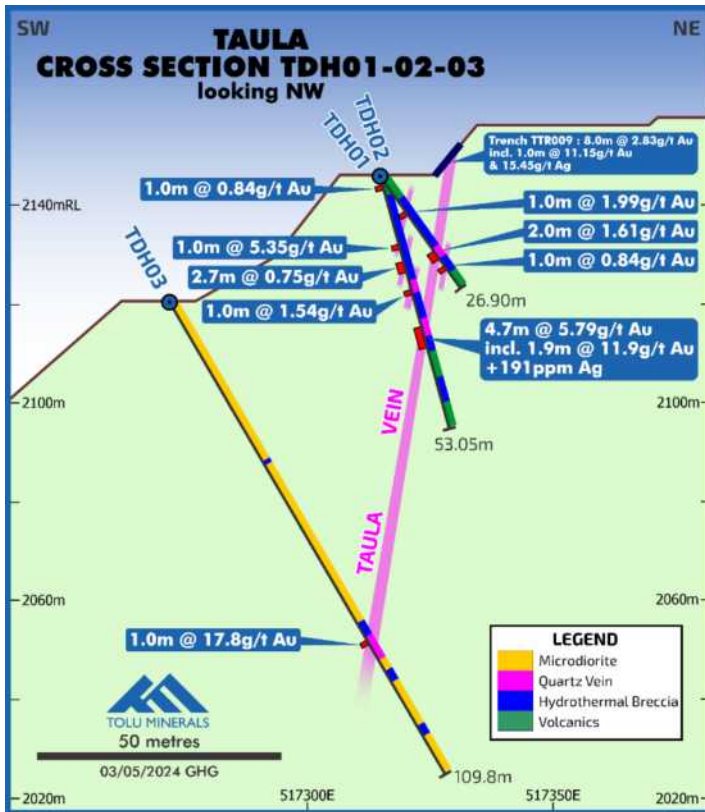 SW
NE
TAULA
CROSS SECTION TDH01-02-03
looking NW
TDH02
TDH01
TDH03
Trench TTR009 : 8.0m @ 2.83g/t Au
incl. 1.0m @ 11.15g/t Au
& 15.45g/t Ag
1.0m @ 0.84g/t Au
1.0m @ 1.99g/t Au
2140mRL
2.0m @ 1.61g/t Au
1.0m @ 5.35g/t Au
1.0m @ 0.84g/t Au
2.7m @ 0.75g/t Au
26.90m
1.0m @ 1.54g/t Au
4.7m @ 5.79g/t Au
incl. 1.9m @ 11.9g/t Au
+191ppm Ag
2100m
2100m
VEIN
53.05m
TAULA
2060m
2060m
1.0m @ 17.8g/t Au
LEGEND
Microdiorite
Quartz Vein
Hydrothermal Breccia
Volcanics
TOLU MINERALS
50 metres
03/05/2024 GHG
109.8m
2020m
517300E
517350E
2020m